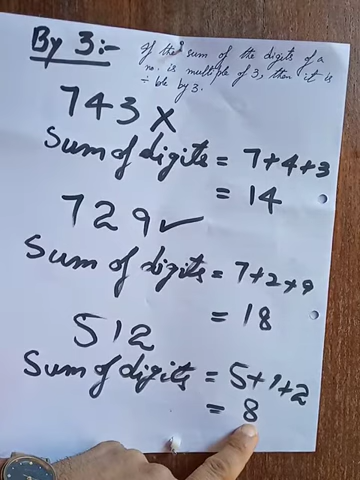 By 3:-
If the sum of the digits of a
no. is multiple of 3, then it is
÷ble by 3.
743 ×
Sum of digits = 7+4+3
= 14
729 ✓
Sum of digits = 7+2+9
= 18
512
Sum of digits = 5+1+2
= 8